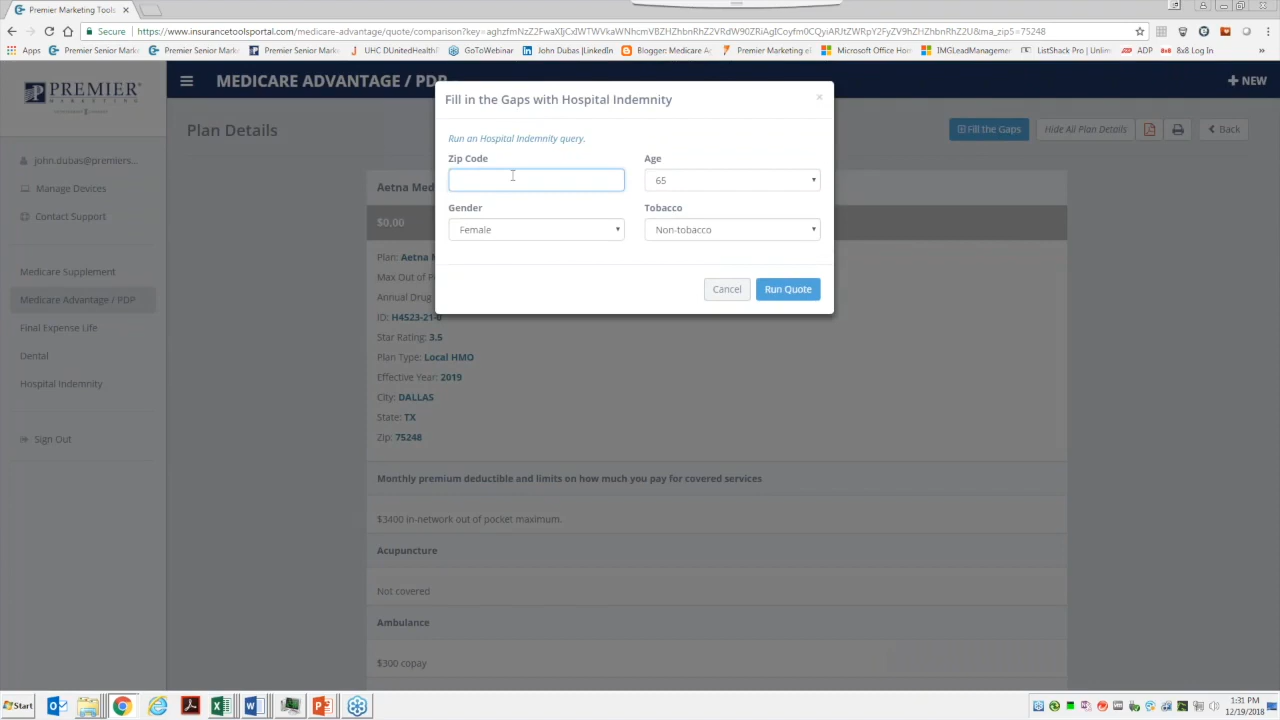 Premier Marketing Tools
Secure
https://www.insurancetoolsportal.com/medicare-advantage/quote/comparison?
Apps
Premier Senior Mark
Premier Senior Mark
Premier Senior Mark
UHC UnitedHealth
GoToWebinar
John Dubas |LinkedIn
Blogger: Medicare
Premier Marketing el
Microsoft Office Hom
IMGLeadManagemen
ListShack Pro | Unlim
ADP
8x8 Log In
PREMIER
MARKETING
MEDICARE ADVANTAGE / PDP
NEW
Plan Details
Fill the Gaps
Hide All Plan Details
Back
john.dubas@premiers...
Manage Devices
Contact Support
Medicare Supplement
Medicare Advantage / PDP
Final Expense Life
Dental
Hospital Indemnity
Sign Out
Fill in the Gaps with Hospital Indemnity
×
Run an Hospital Indemnity query.
Zip Code
Age
65
Gender
Tobacco
Female
Non-tobacco
Cancel
Run Quote
Aetna Med
$0.00
Plan: Aetna M
Max Out of P
Annual Drug
ID: H4523-21-0
Star Rating: 3.5
Plan Type: Local HMO
Effective Year: 2019
City: DALLAS
State: TX
Zip: 75248
Monthly premium deductible and limits on how much you pay for covered services
$3400 in-network out of pocket maximum.
Acupuncture
Not covered
Ambulance
$300 copay
Start
1:31 PM
12/19/2018